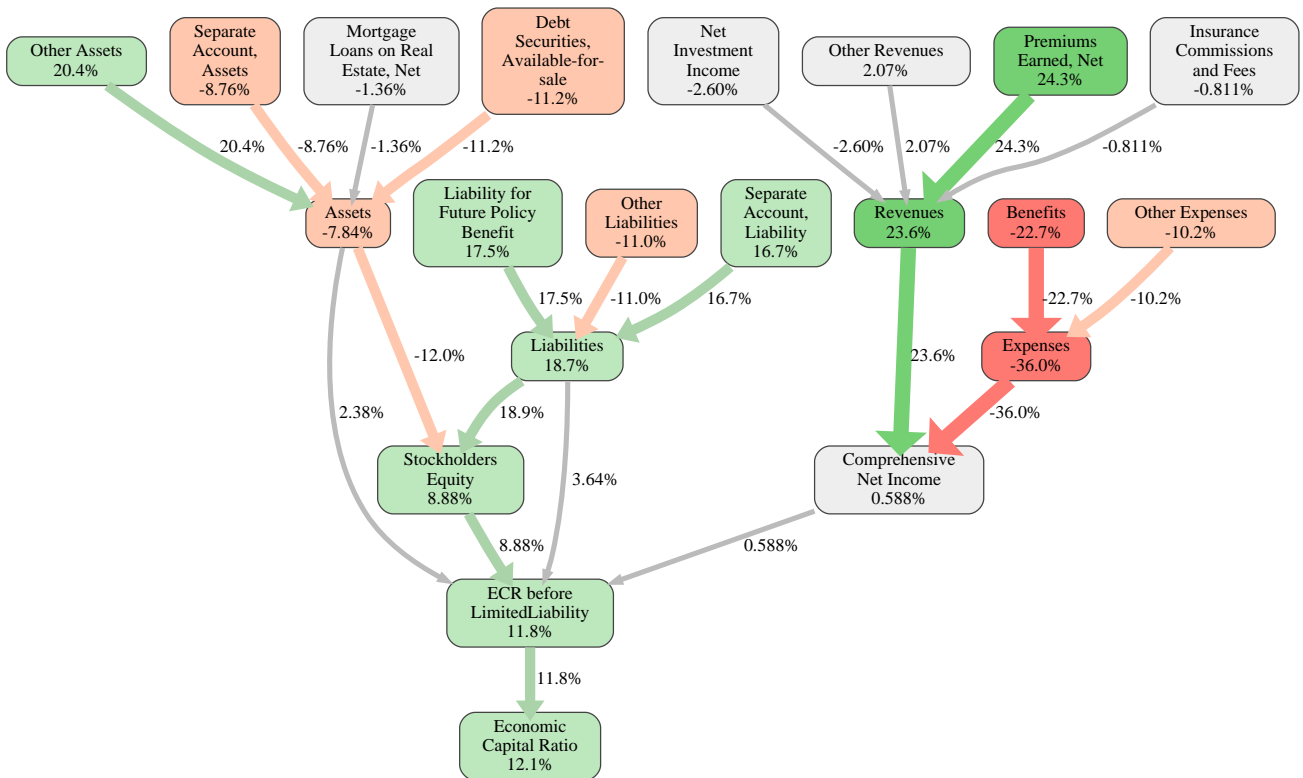 Other Assets
20.4%
Separate
Account,
Assets
-8.76%
Mortgage
Loans on Real
Estate, Net
-1.36%
Debt
Securities,
Available-for-
sale
-11.2%
Net
Investment
Income
-2.60%
Other Revenues
2.07%
Premiums
Earned, Net
24.3%
Insurance
Commissions
and Fees
-0.811%
20.4%
-8.76%
-1.36%
-11.2%
-2.60%
2.07%
24.3%
-0.811%
Assets
-7.84%
Liability for
Future Policy
Benefit
17.5%
Other
Liabilities
-11.0%
Separate
Account,
Liability
16.7%
Revenues
23.6%
Benefits
-22.7%
Other Expenses
-10.2%
17.5%
-11.0%
16.7%
-22.7%
-10.2%
Liabilities
18.7%
Expenses
-36.0%
-12.0%
23.6%
2.38%
18.9%
-36.0%
Stockholders
Equity
8.88%
3.64%
Comprehensive
Net Income
0.588%
8.88%
0.588%
ECR before
LimitedLiability
11.8%
11.8%
Economic
Capital Ratio
12.1%